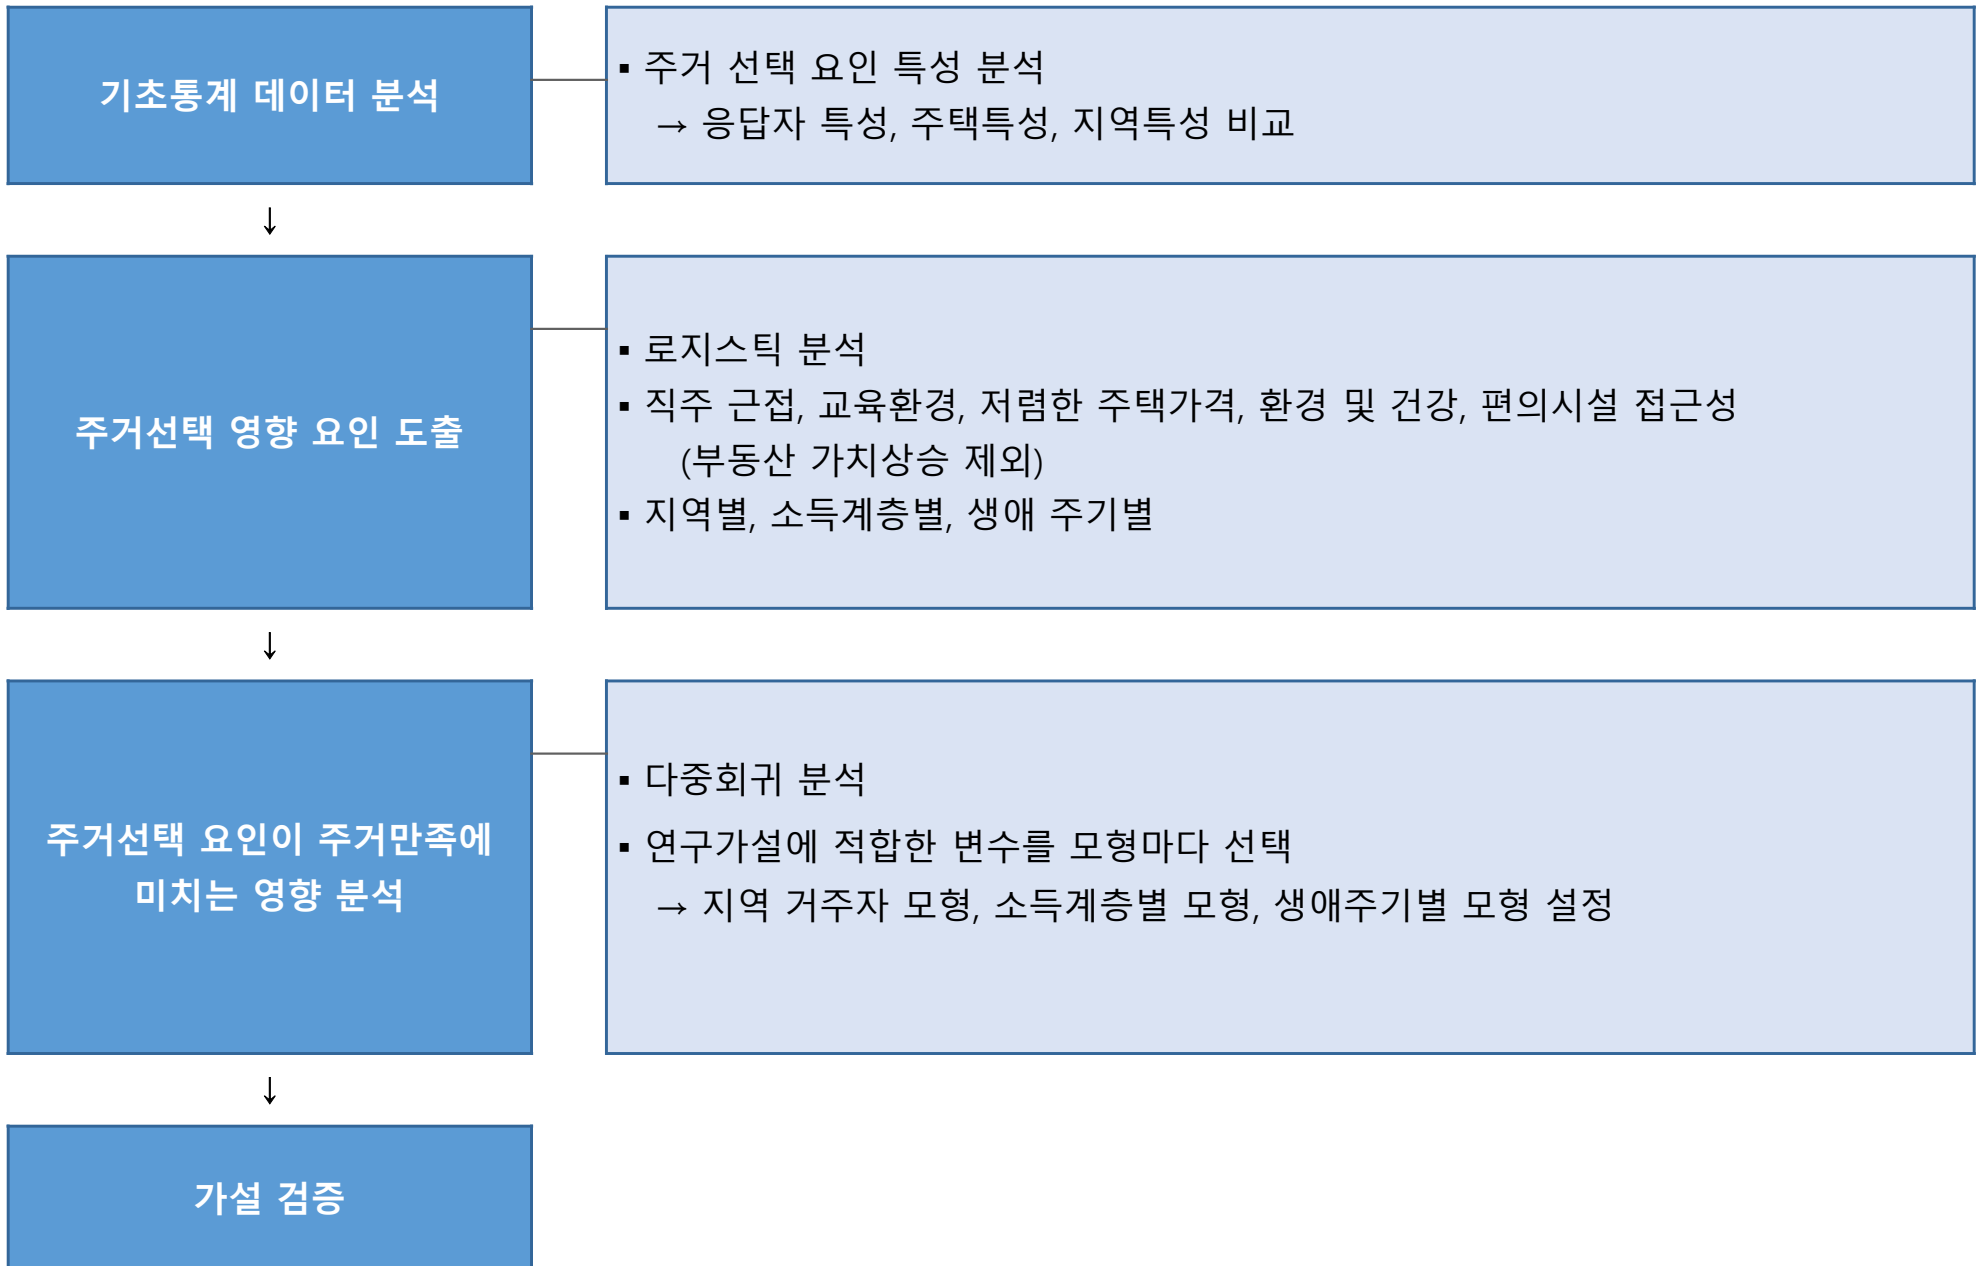 기초통계 데이터 분석
▪ 주거 선택 요인 특성 분석
→ 응답자 특성, 주택특성, 지역특성 비교
↓
주거선택 영향 요인 도출
▪ 로지스틱 분석
▪ 직주 근접, 교육환경, 저렴한 주택가격, 환경 및 건강, 편의시설 접근성
(부동산 가치상승 제외)
▪ 지역별, 소득계층별, 생애 주기별
↓
주거선택 요인이 주거만족에
미치는 영향 분석
▪ 다중회귀 분석
▪ 연구가설에 적합한 변수를 모형마다 선택
→ 지역 거주자 모형, 소득계층별 모형, 생애주기별 모형 설정
↓
가설 검증